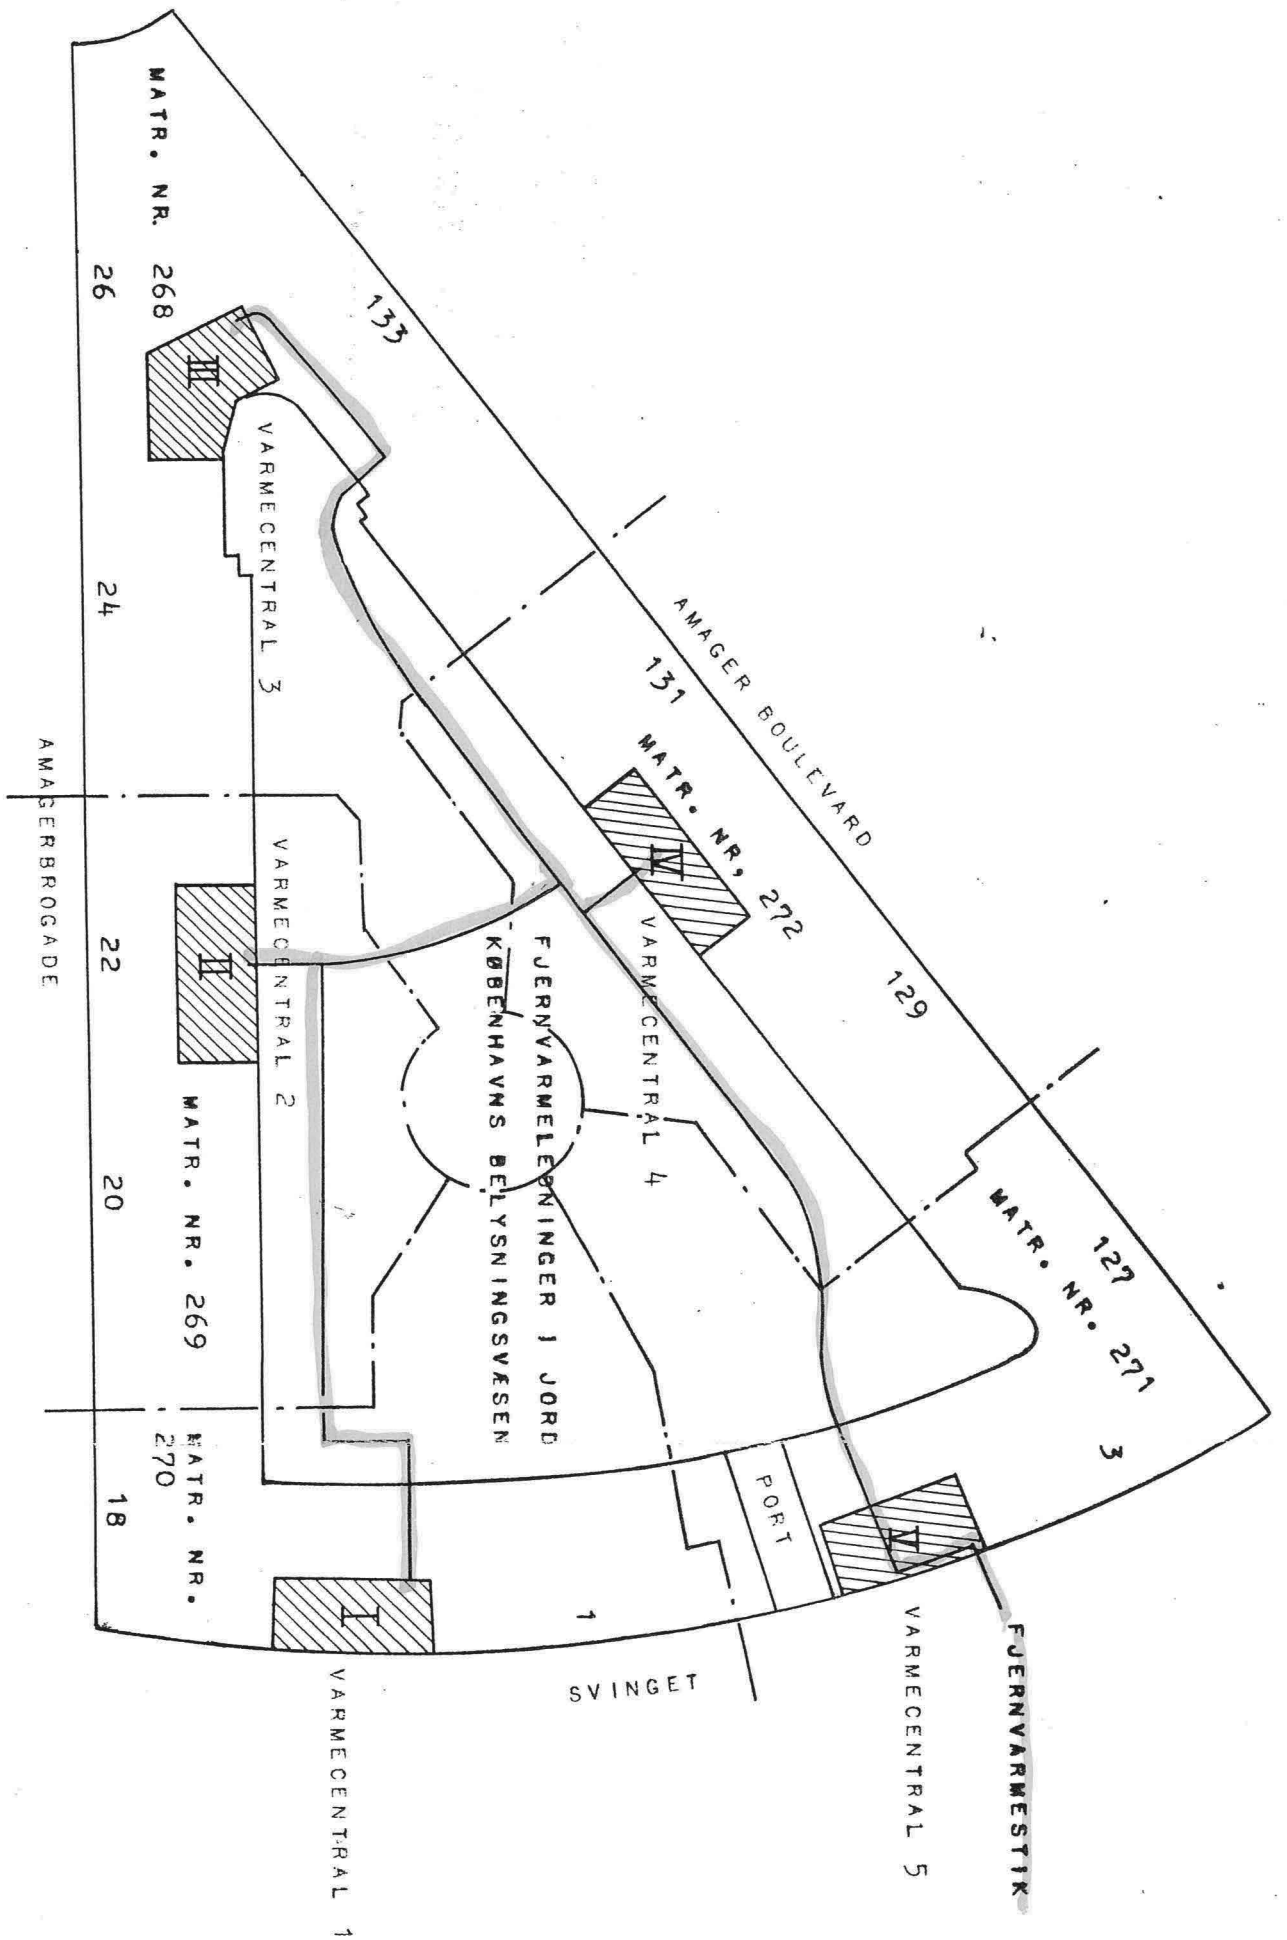 MATR. NR. 268
26
III
133
VARMECENTRAL 3
24
AMAGER BOULEVARD
131
MATR. NR, 272
IV
129
AMAGERBROGADE
VARMECENTRAL 2
22
II
VARMECENTRAL 4
FJERNVARMELEDNINGER I JORD
KØBENHAVNS BELYSNINGSVÆSEN
MATR. NR. 269
20
127
MATR. NR. 271
3
MATR. NR.
270
18
PORT
V
I
1
SVINGET
VARMECENTRAL 5
FJERNVARMESTIK
VARMECENTRAL 1